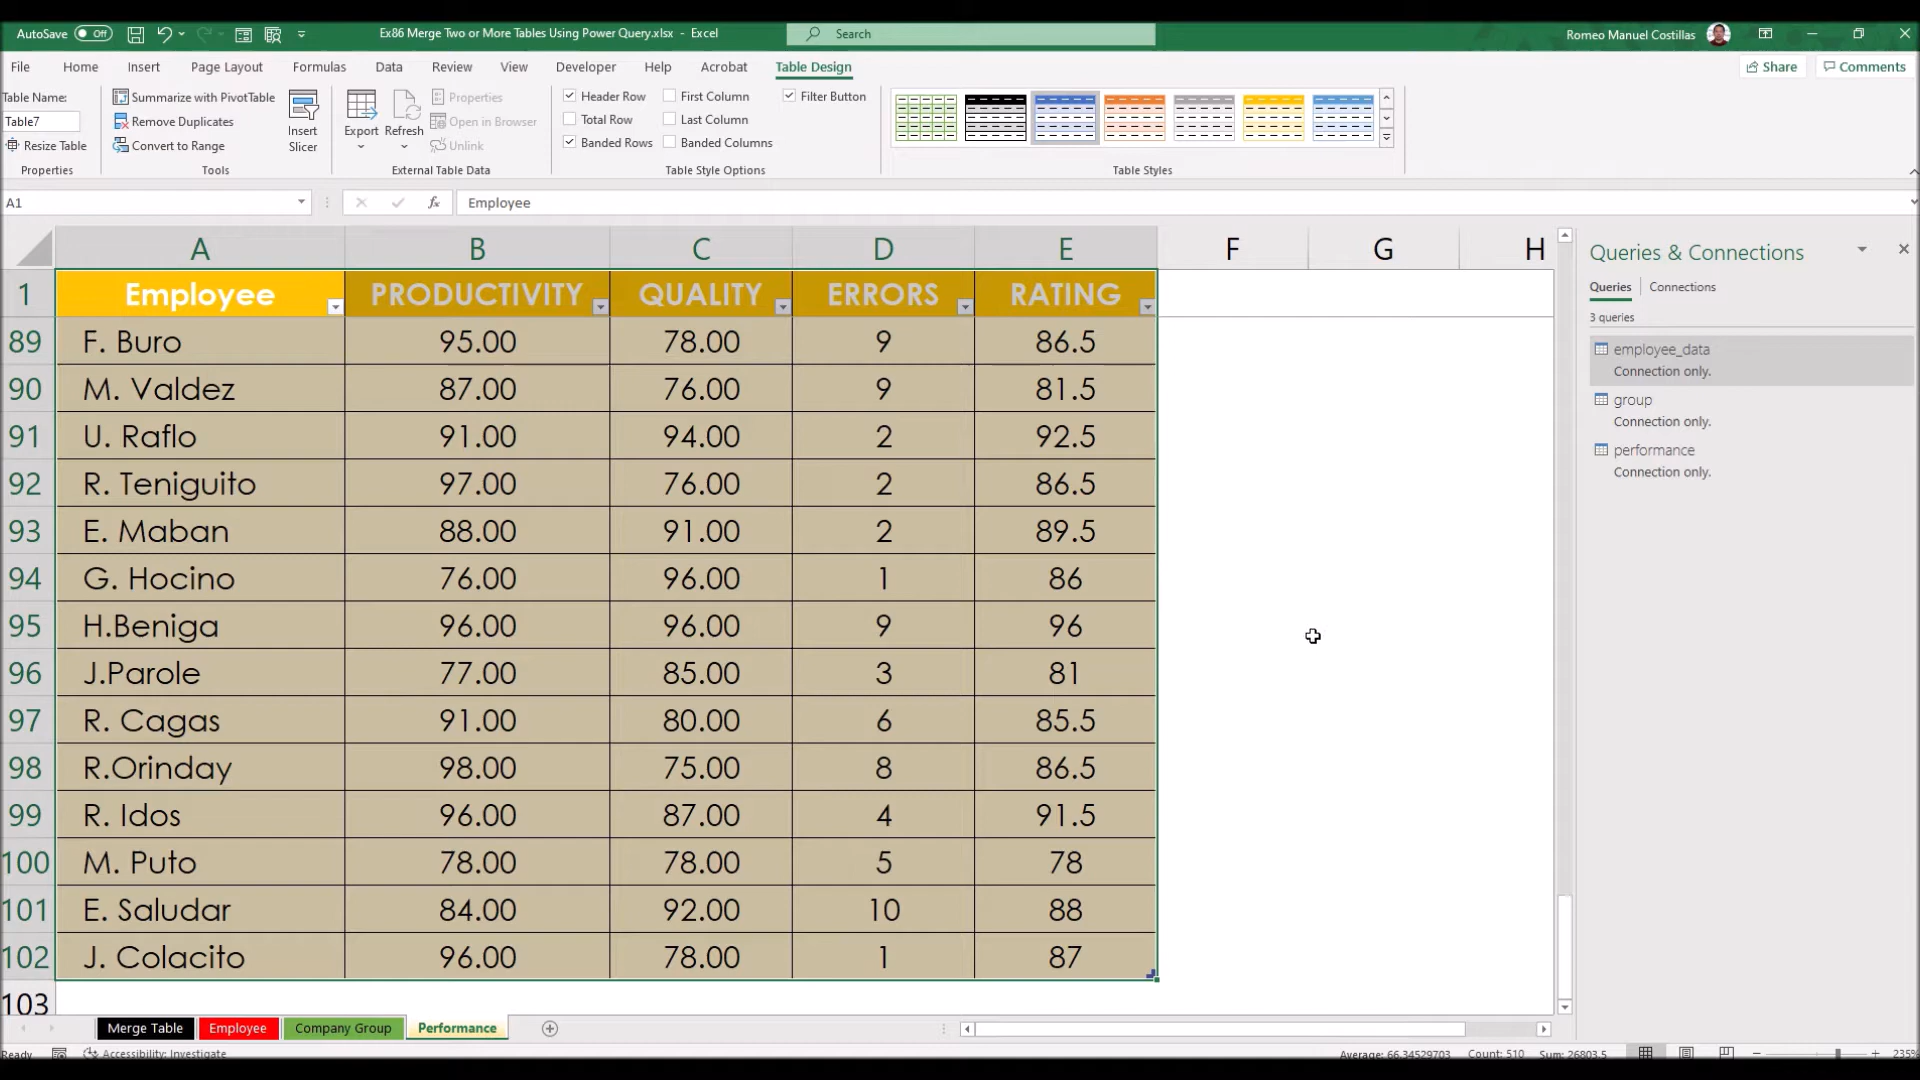 AutoSave Off Ex86 Merge Two or More Tables Using Power Query.xlsx - Excel Search Romeo Manuel Costillas
File Home Insert Page Layout Formulas Data Review View Developer Help Acrobat Table Design Share Comments
Table Name:
Table7
Resize Table
Properties
Summarize with PivotTable
Remove Duplicates
Convert to Range
Tools
Insert Slicer
Export
Refresh
Properties
Open in Browser
Unlink
External Table Data
Header Row First Column Filter Button
Total Row Last Column
Banded Rows Banded Columns
Table Style Options
Table Styles
A1 fx Employee
A B C D E F G H
1 Employee PRODUCTIVITY QUALITY ERRORS RATING
89 F. Buro 95.00 78.00 9 86.5
90 M. Valdez 87.00 76.00 9 81.5
91 U. Raflo 91.00 94.00 2 92.5
92 R. Teniguito 97.00 76.00 2 86.5
93 E. Maban 88.00 91.00 2 89.5
94 G. Hocino 76.00 96.00 1 86
95 H.Beniga 96.00 96.00 9 96
96 J.Parole 77.00 85.00 3 81
97 R. Cagas 91.00 80.00 6 85.5
98 R.Orinday 98.00 75.00 8 86.5
99 R. Idos 96.00 87.00 4 91.5
100 M. Puto 78.00 78.00 5 78
101 E. Saludar 84.00 92.00 10 88
102 J. Colacito 96.00 78.00 1 87
103
Queries & Connections
Queries Connections
3 queries
employee_data
Connection only.
group
Connection only.
performance
Connection only.
Merge Table Employee Company Group Performance
Ready Accessibility: Investigate Average: 66.34529703 Count: 510 Sum: 26803.5 235%